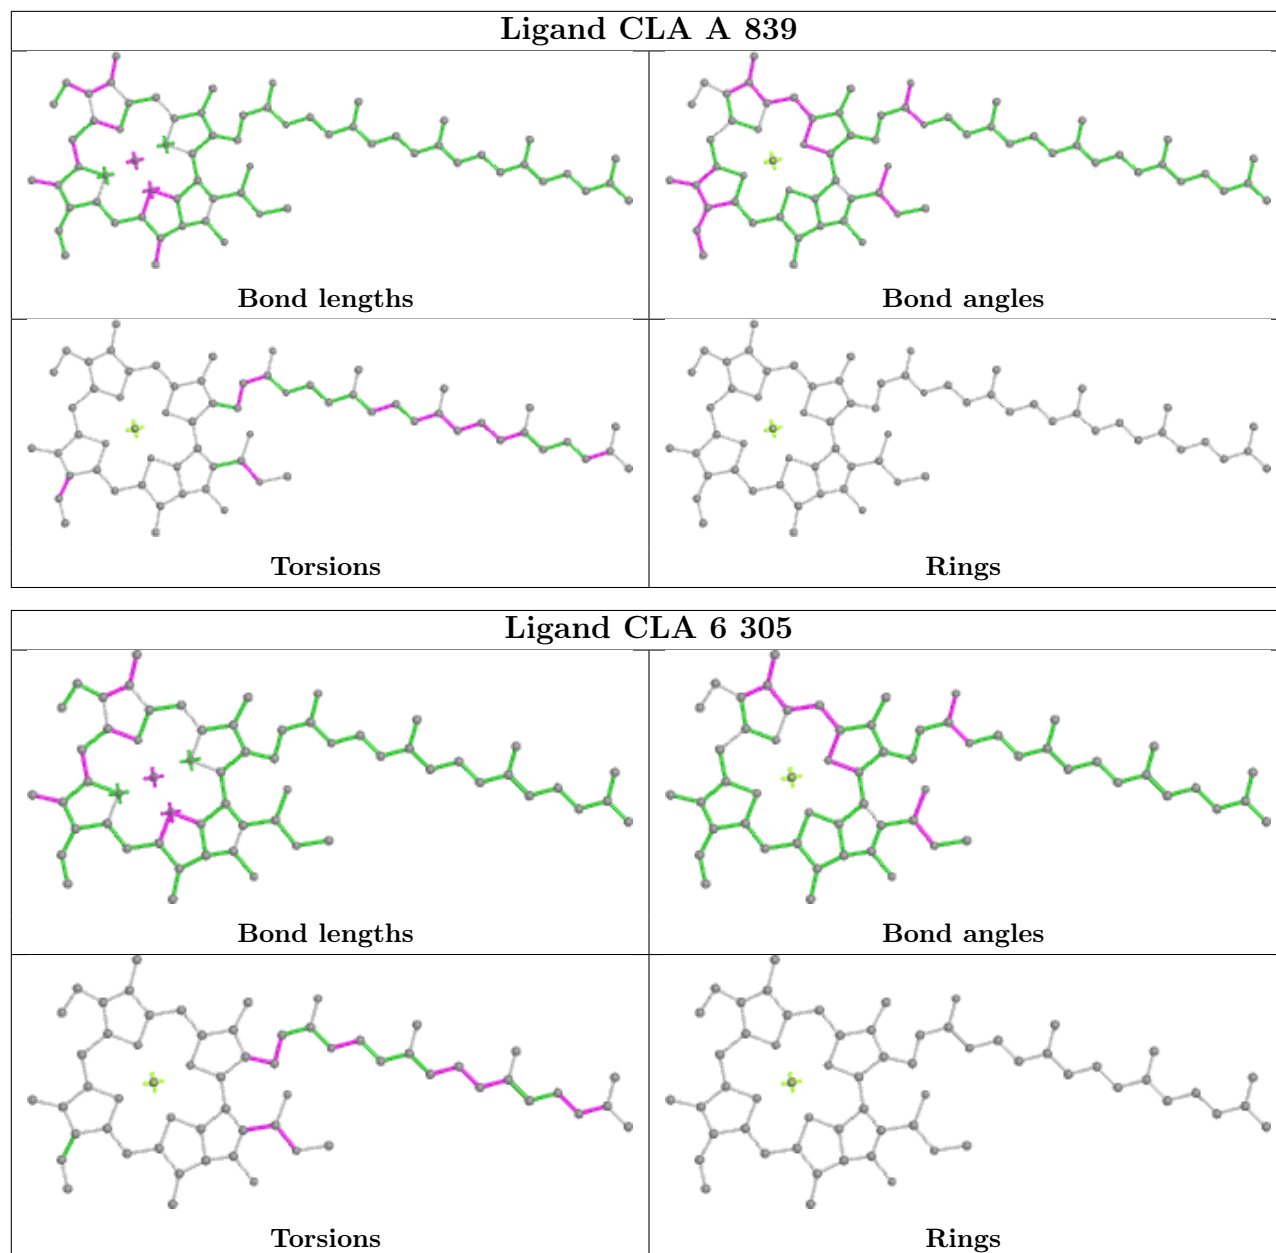 Ligand CLA A 839
Bond lengths
Bond angles
Torsions
Rings
Ligand CLA 6 305
Bond lengths
Bond angles
Torsions
Rings